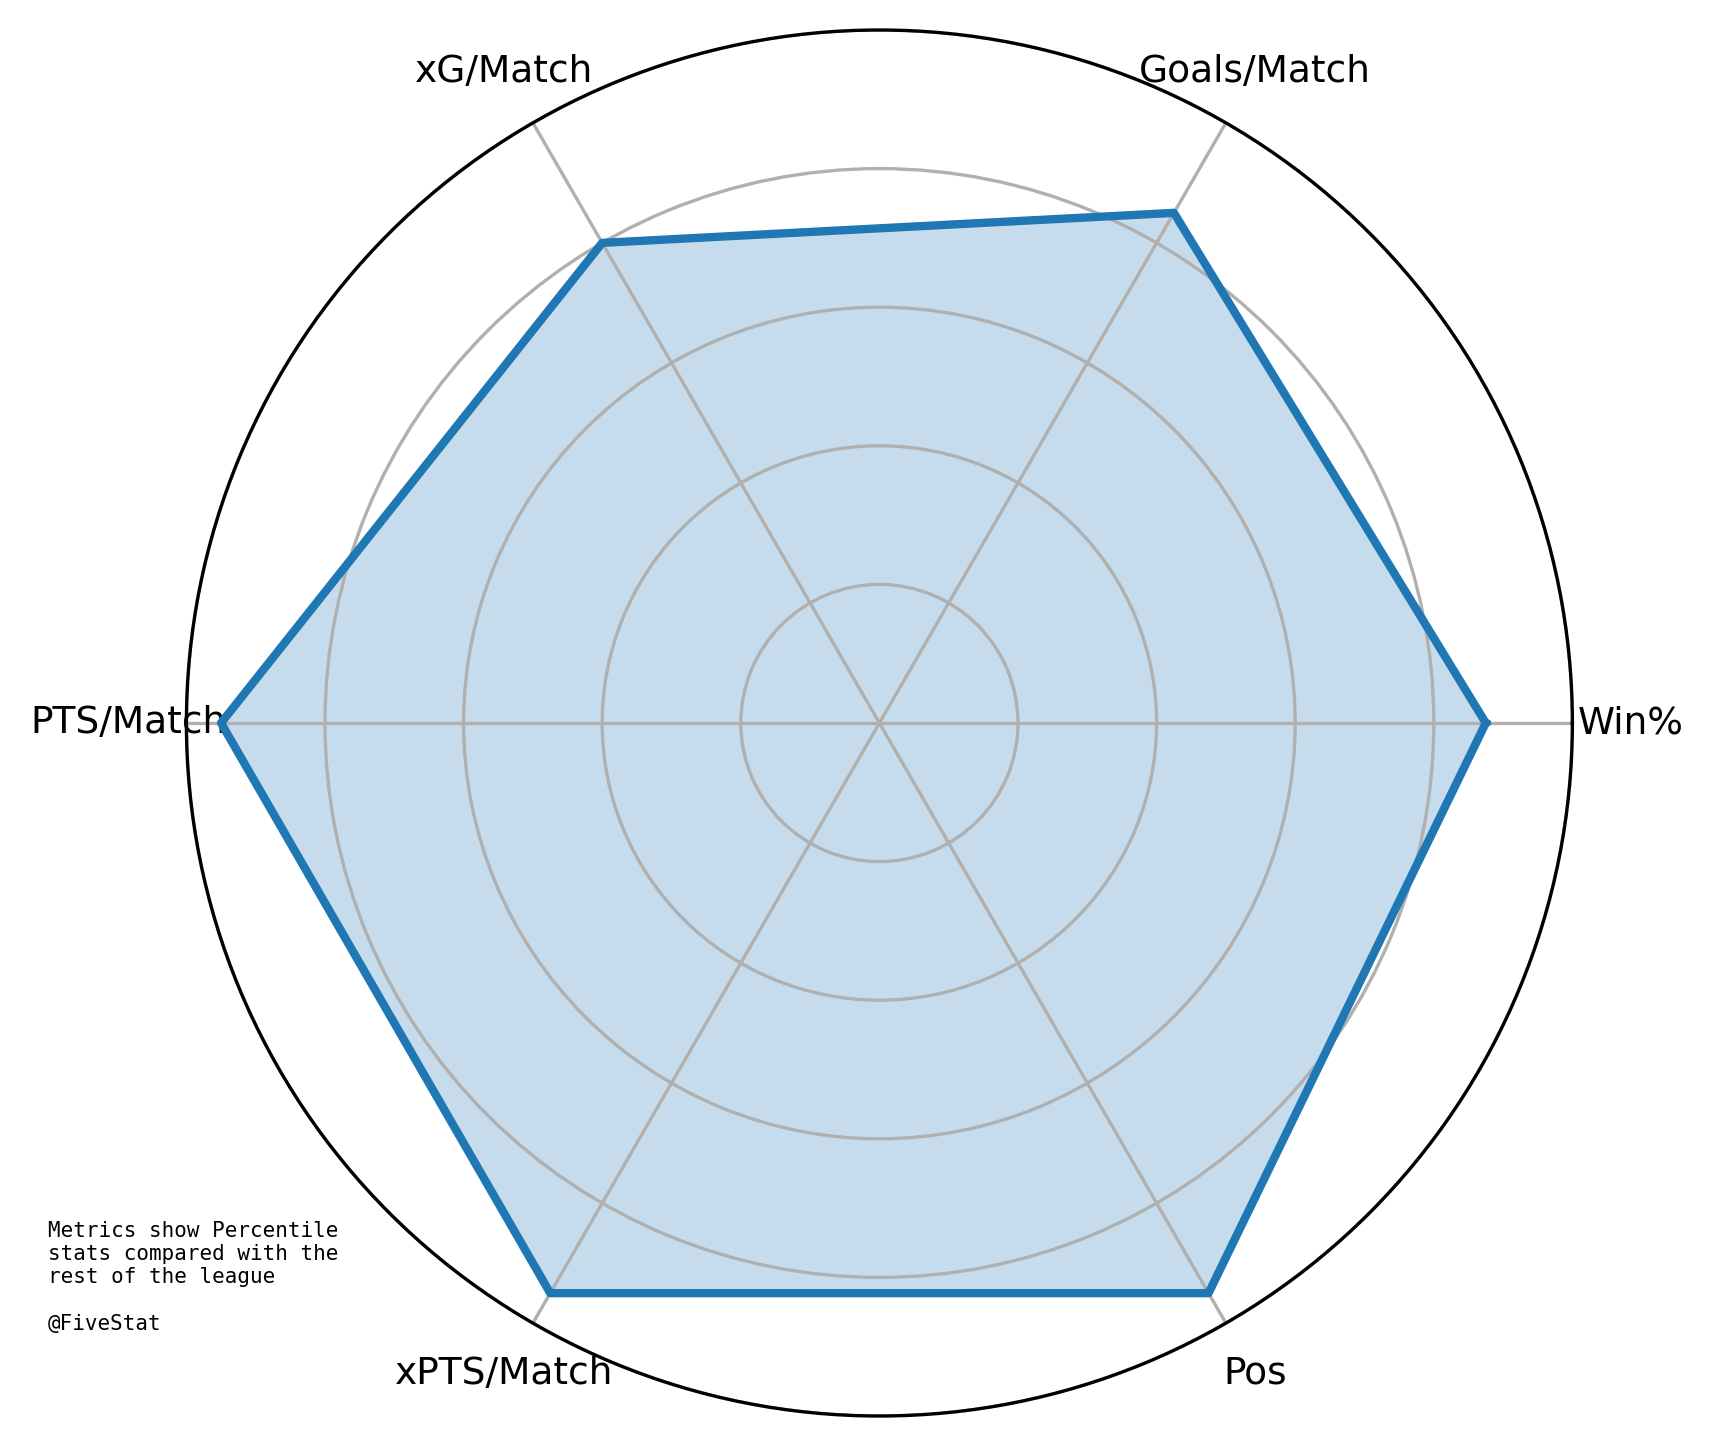 xG/Match
Goals/Match
PTS/Match
Win%
Metrics show Percentile
stats compared with the
rest of the league
@FiveStat
xPTS/Match
Pos